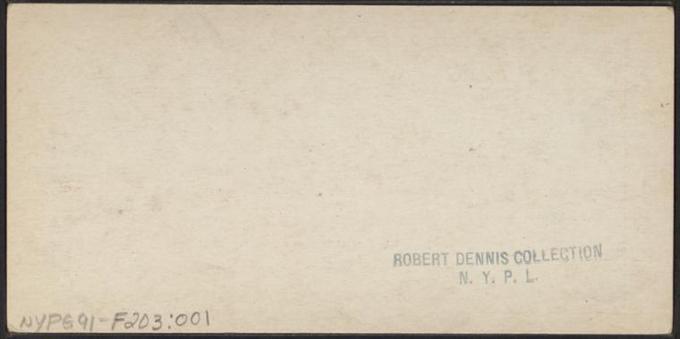 ROBERT DENNIS COLLECTION
N. Y. P. L.
NYPG91-F203:001